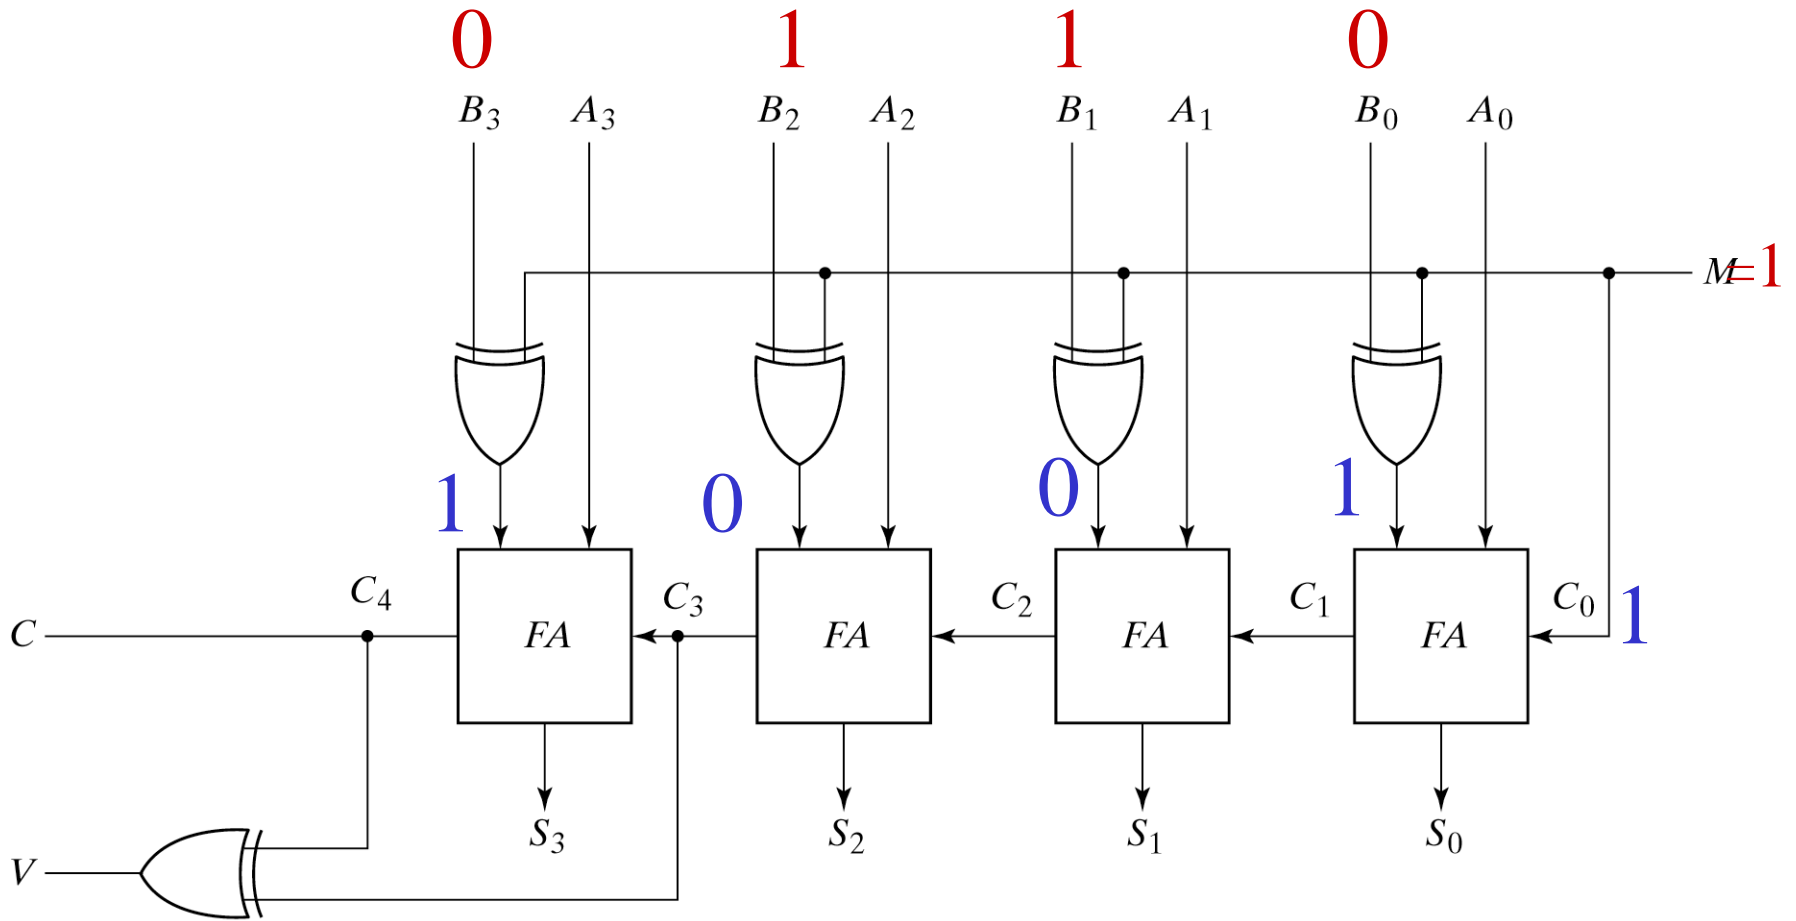 0 1 1 0
B3 A3 B2 A2 B1 A1 B0 A0
M=1
1 0 0 1
C4 C3 C2 C1 C0 1
C FA FA FA FA
S3 S2 S1 S0
V